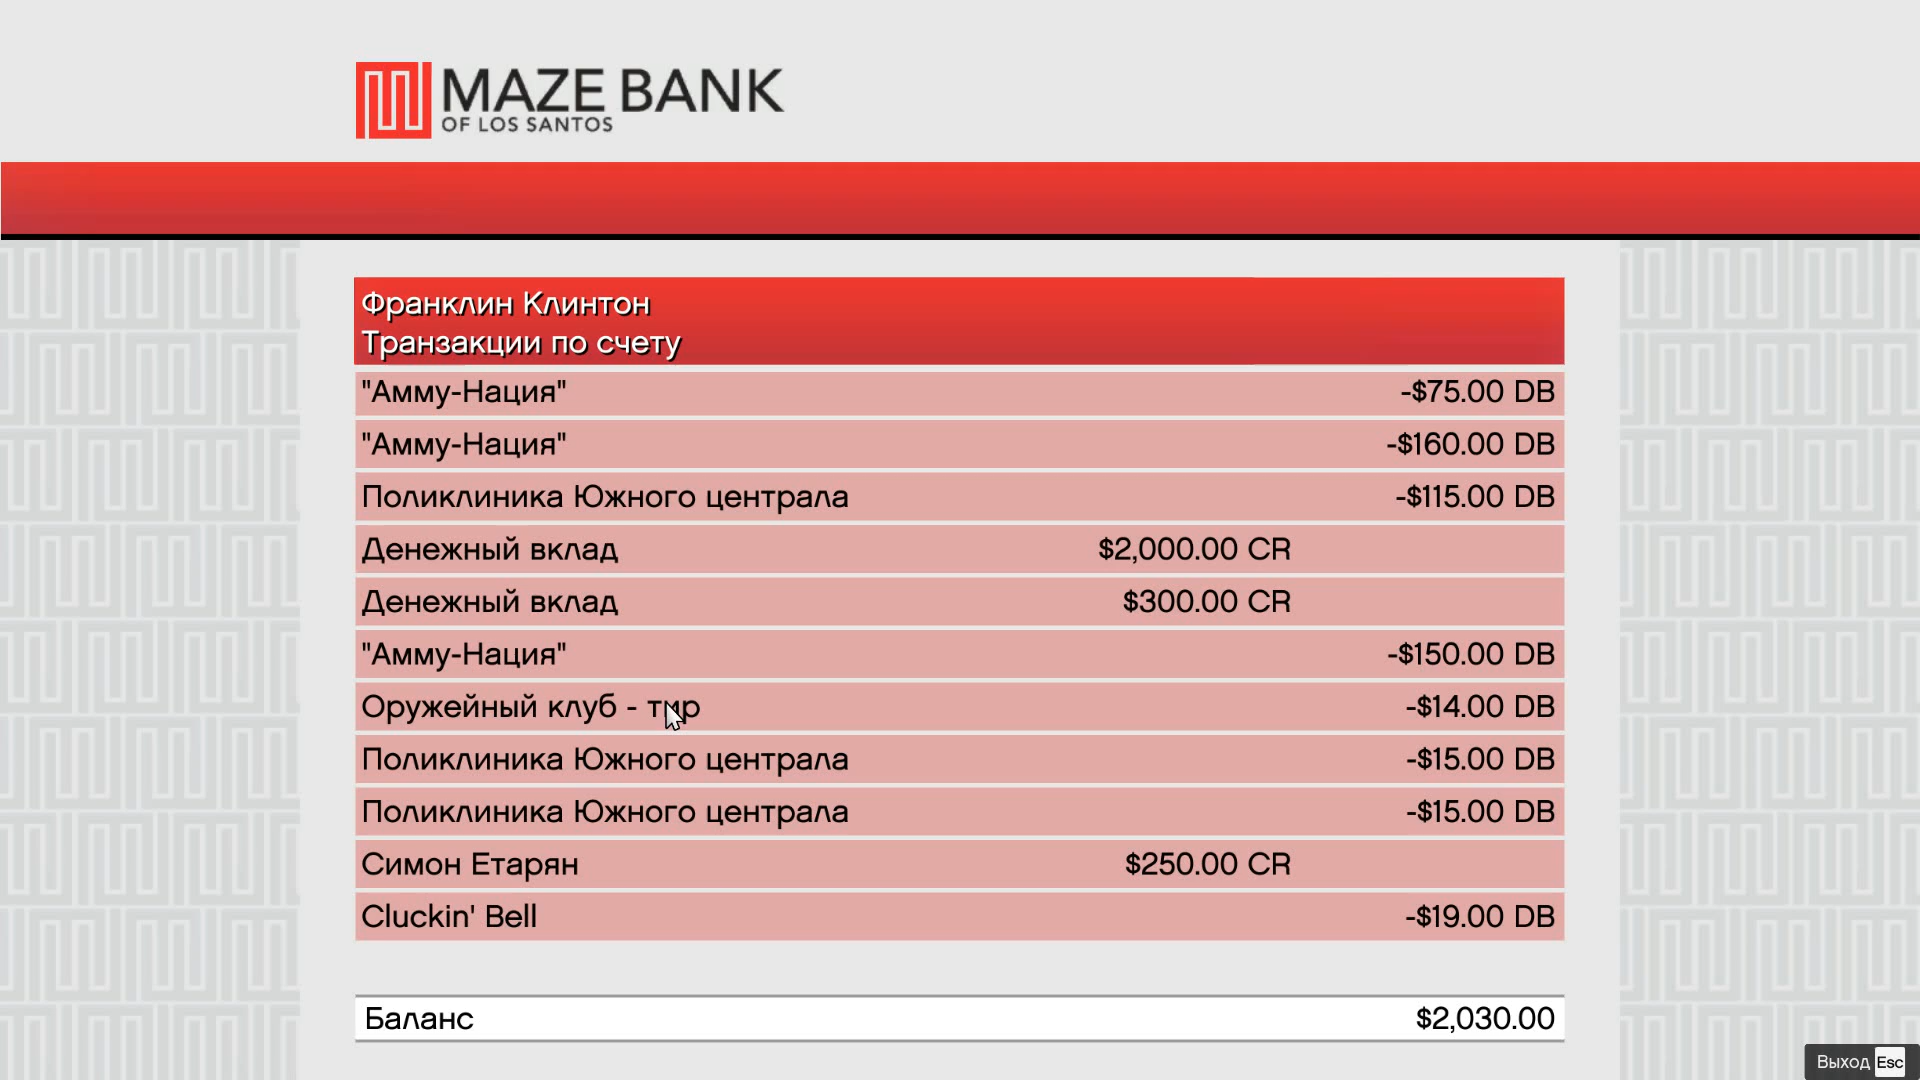 MAZE BANK
OF LOS SANTOS
Франклин Клинтон
Транзакции по счету
"Амму-Нация" -$75.00 DB
"Амму-Нация" -$160.00 DB
Поликлиника Южного централа -$115.00 DB
Денежный вклад $2,000.00 CR
Денежный вклад $300.00 CR
"Амму-Нация" -$150.00 DB
Оружейный клуб - тир -$14.00 DB
Поликлиника Южного централа -$15.00 DB
Поликлиника Южного централа -$15.00 DB
Симон Етарян $250.00 CR
Cluckin' Bell -$19.00 DB
Баланс $2,030.00
Выход Esc